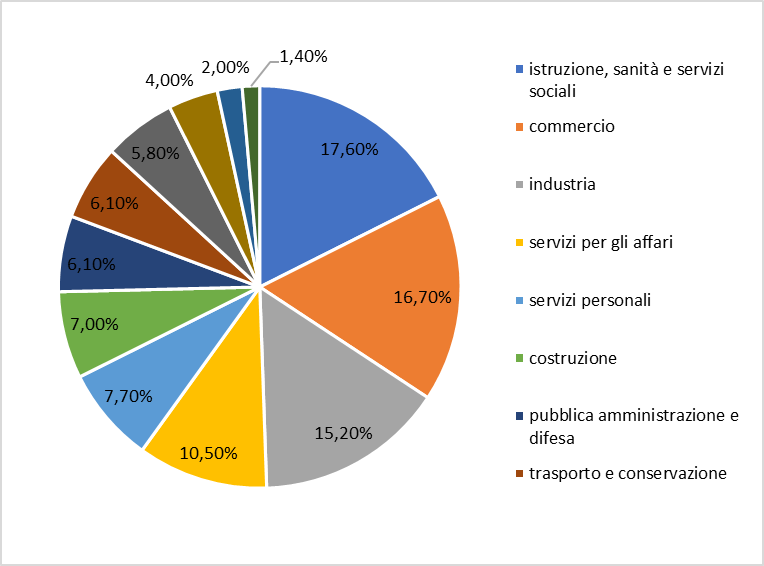 1,40%
2,00%
4,00%
5,80%
17,60%
6,10%
6,10%
16,70%
7,00%
7,70%
15,20%
10,50%
istruzione, sanità e servizi
sociali
commercio
industria
servizi per gli affari
servizi personali
costruzione
pubblica amministrazione e
difesa
trasporto e conservazione